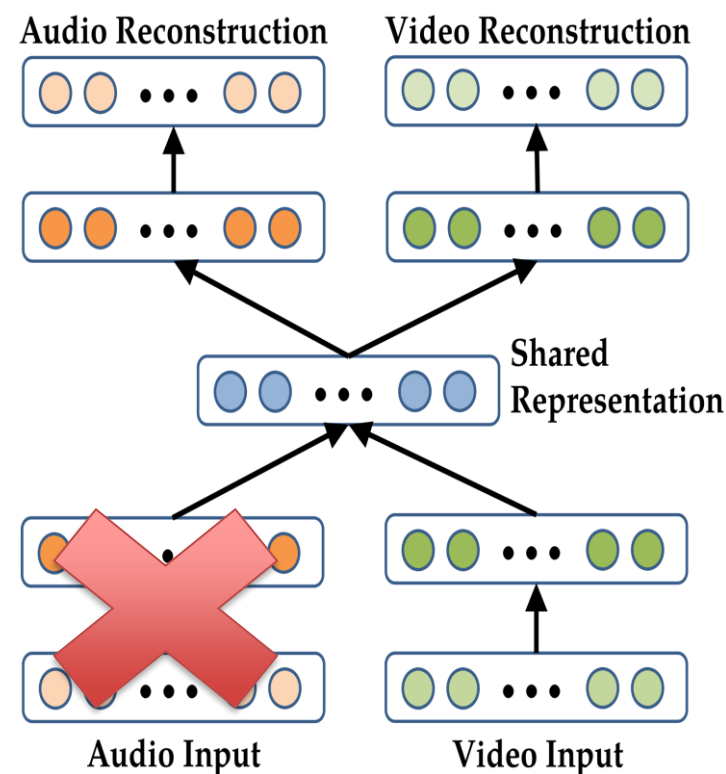 Audio Reconstruction
Video Reconstruction
Shared
Representation
Audio Input
Video Input